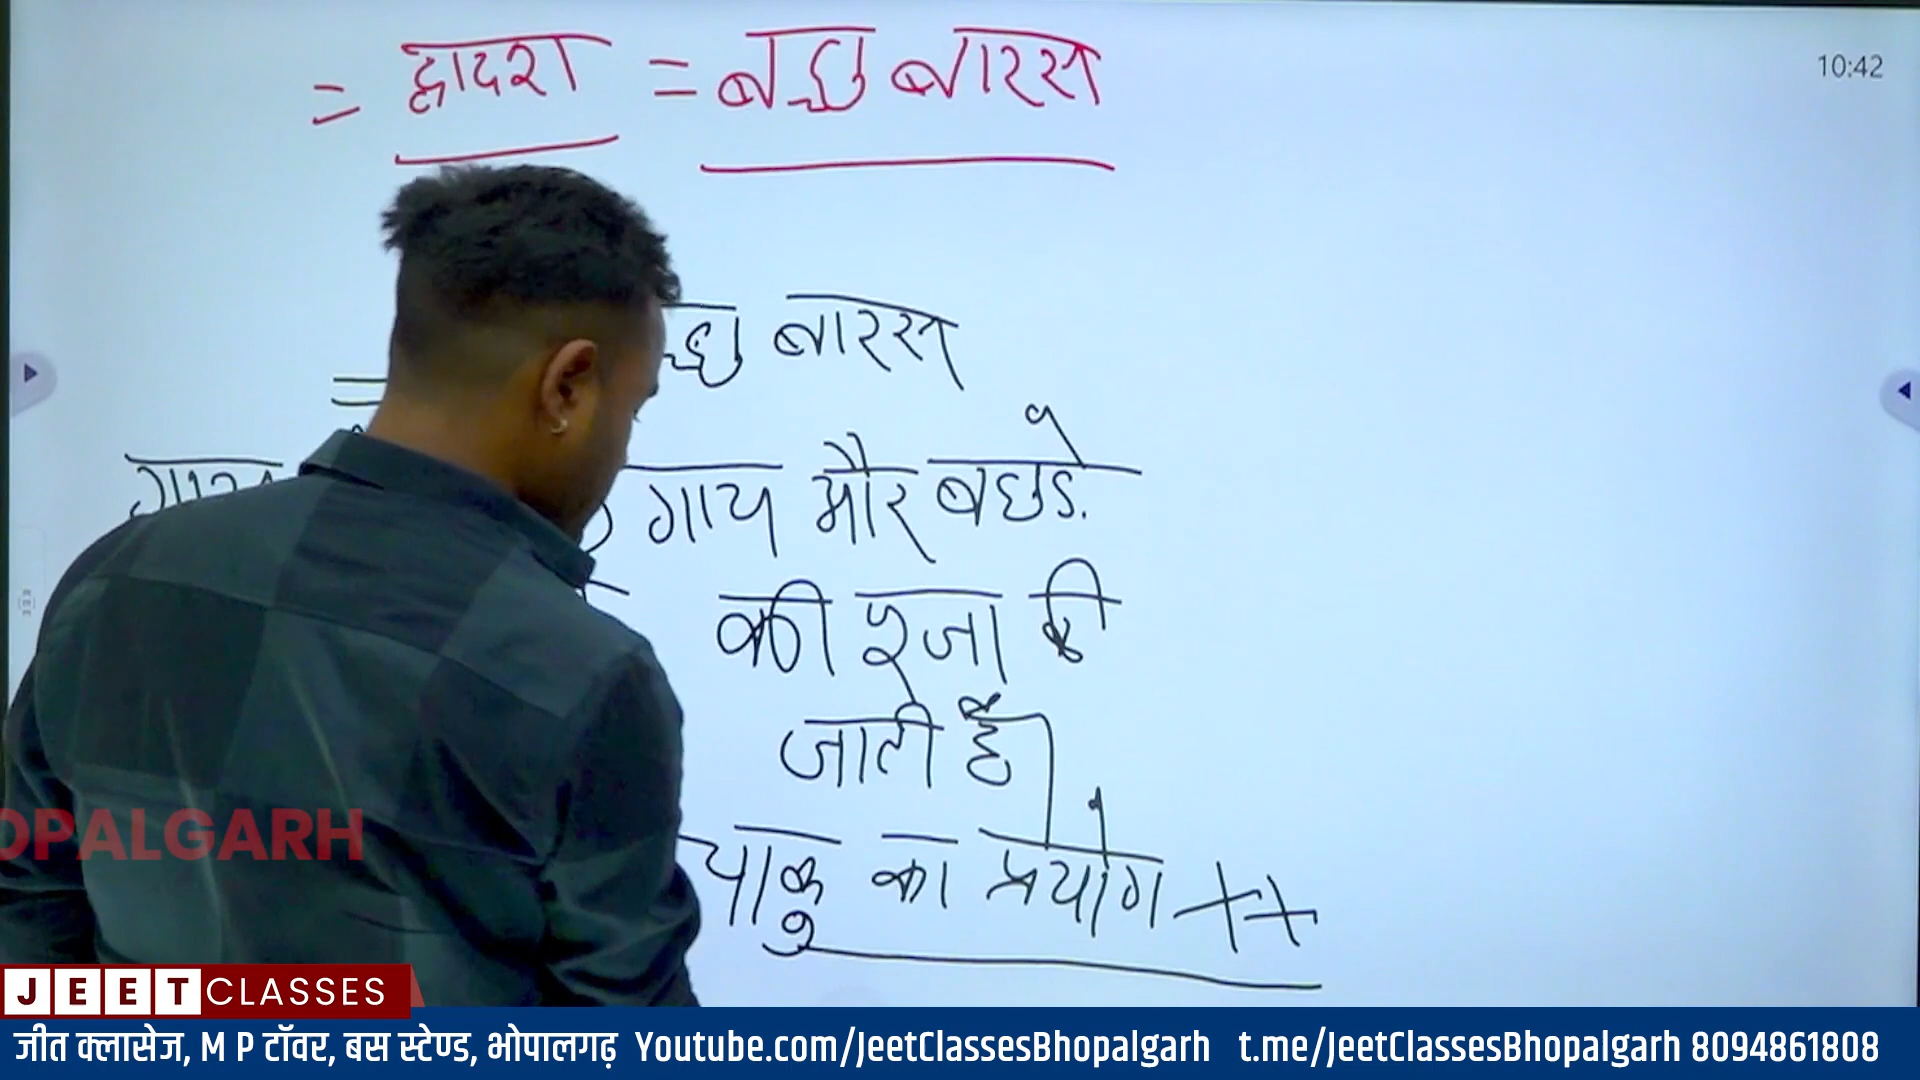 = द्वादश = बच्छ बारस
10:42
बारस
गाय और बछड़े
की पूजा की
जाती है।
चाकु का प्रयोग ××
OPALGARH
JEET CLASSES
जीत क्लासेज, M P टॉवर, बस स्टेण्ड, भोपालगढ़ Youtube.com/JeetClassesBhopalgarh t.me/JeetClassesBhopalgarh 8094861808